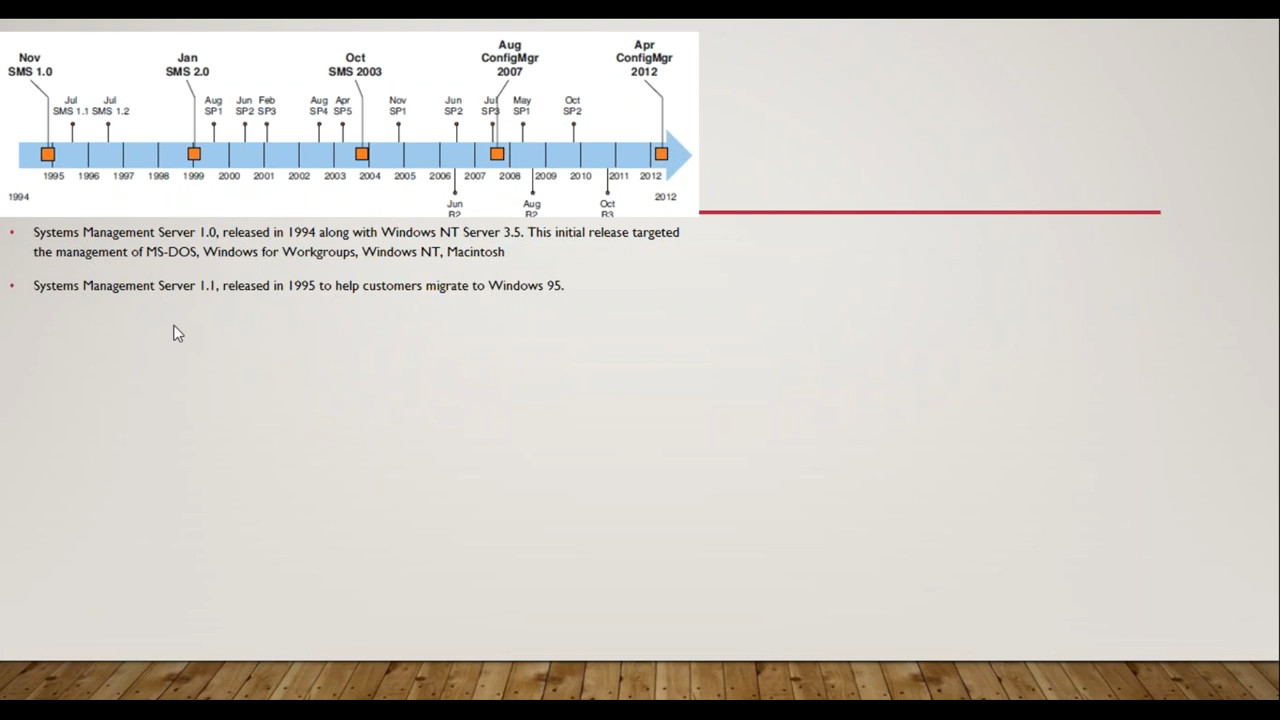 Nov
SMS 1.0
Jan
SMS 2.0
Oct
SMS 2003
Aug
ConfigMgr
2007
Apr
ConfigMgr
2012
Jul
SMS 1.1
Jul
SMS 1.2
Aug
SP1
Jun
SP2
Feb
SP3
Aug
SP4
Apr
SP5
Nov
SP1
Jun
SP2
Jul
SP3
May
SP1
Oct
SP2
1995 1996 1997 1998 1999 2000 2001 2002 2003 2004 2005 2006 2007 2008 2009 2010 2011 2012
1994
2012
Jun
R2
Aug
R2
Oct
R3
• Systems Management Server 1.0, released in 1994 along with Windows NT Server 3.5. This initial release targeted
the management of MS-DOS, Windows for Workgroups, Windows NT, Macintosh
• Systems Management Server 1.1, released in 1995 to help customers migrate to Windows 95.